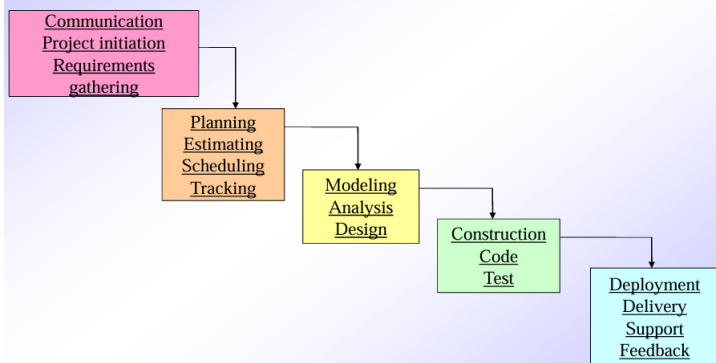 Communication
Project initiation
Requirements
gathering
Planning
Estimating
Scheduling
Tracking
Modeling
Analysis
Design
Construction
Code
Test
Deployment
Delivery
Support
Feedback